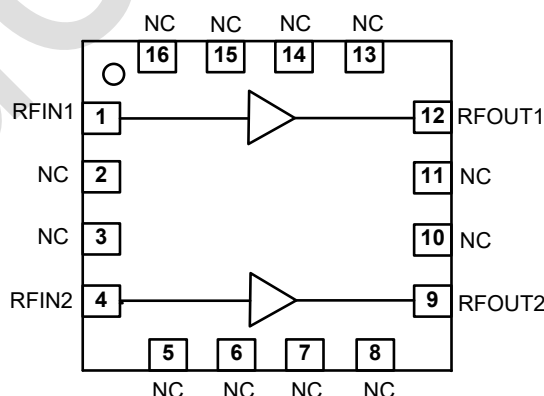 NC NC NC NC
16 15 14 13
RFIN1 1 12 RFOUT1
NC 2 11 NC
NC 3 10 NC
RFIN2 4 9 RFOUT2
5 6 7 8
NC NC NC NC